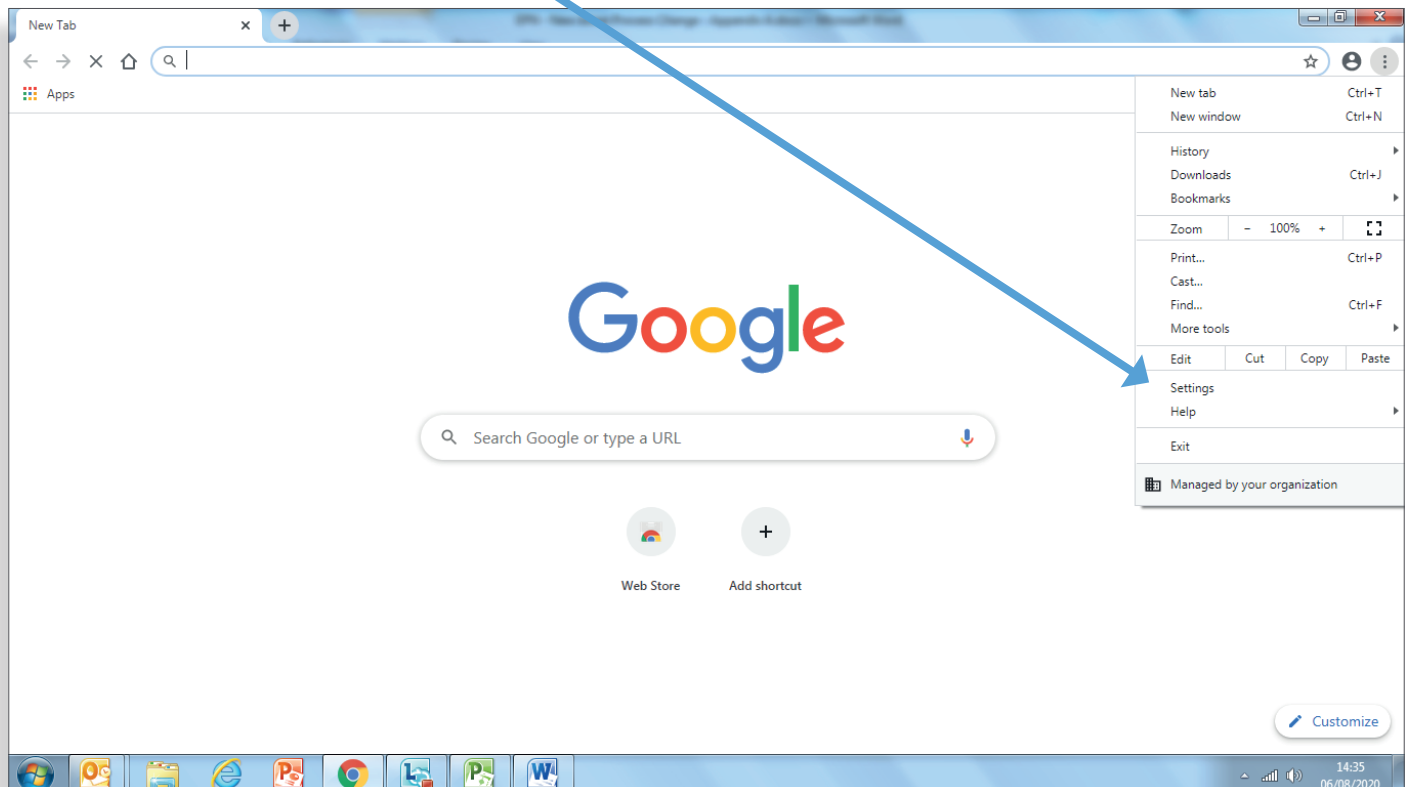 New Tab
Apps
New tab Ctrl+T
New window Ctrl+N
History
Downloads Ctrl+J
Bookmarks
Zoom - 100% +
Print... Ctrl+P
Cast...
Find... Ctrl+F
More tools
Edit Cut Copy Paste
Settings
Help
Exit
Managed by your organization
Google
Search Google or type a URL
Web Store Add shortcut
Customize
14:35
06/08/2020